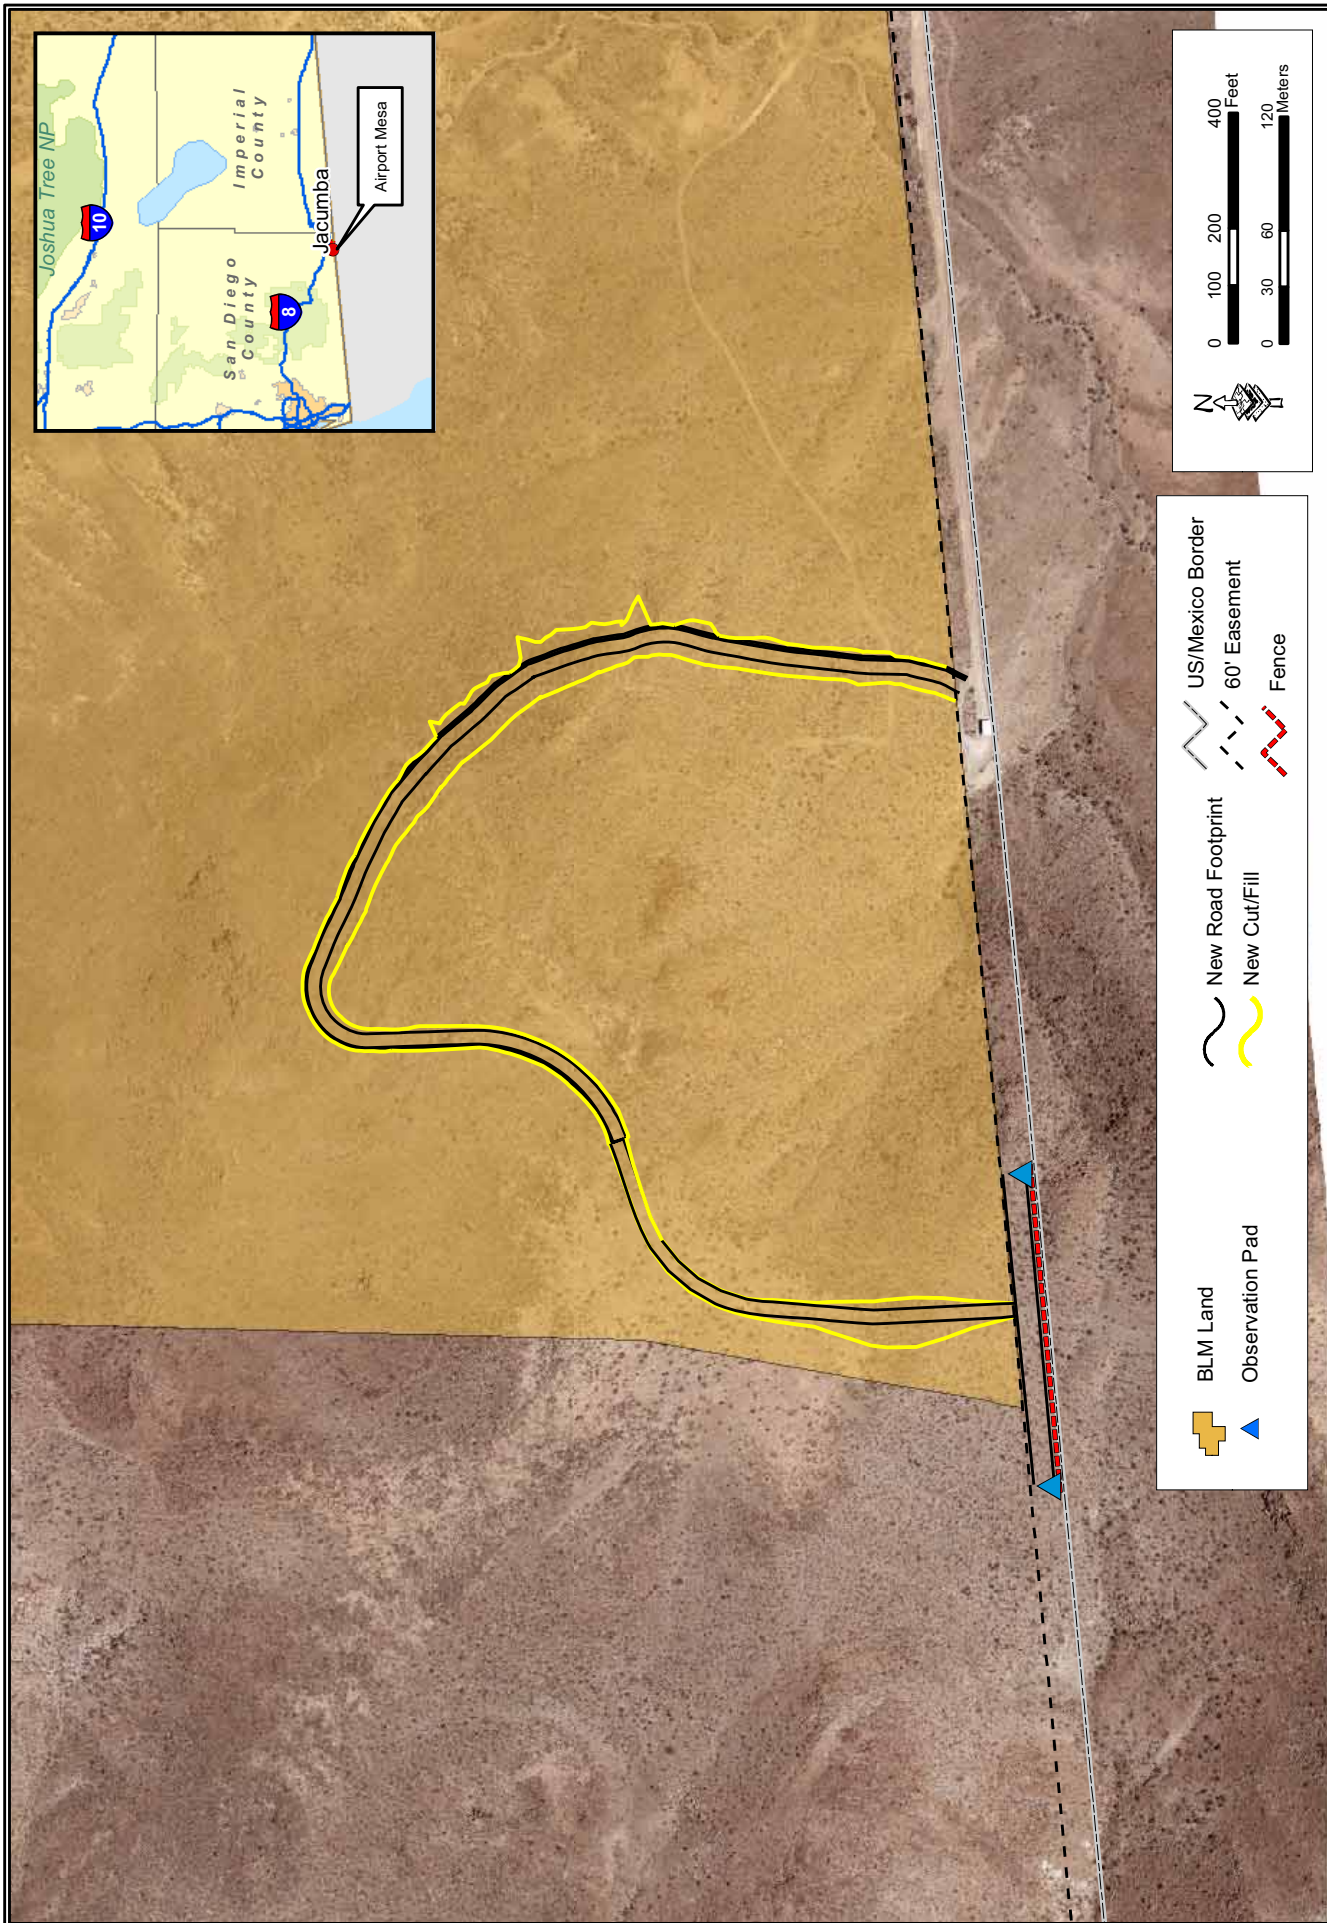 Joshua Tree NP
10
Imperial
County
San Diego
County
8
Jacumba
Airport Mesa
BLM Land
Observation Pad
New Road Footprint
New Cut/Fill
US/Mexico Border
60' Easement
Fence
N
0 100 200 400
Feet
0 30 60 120
Meters